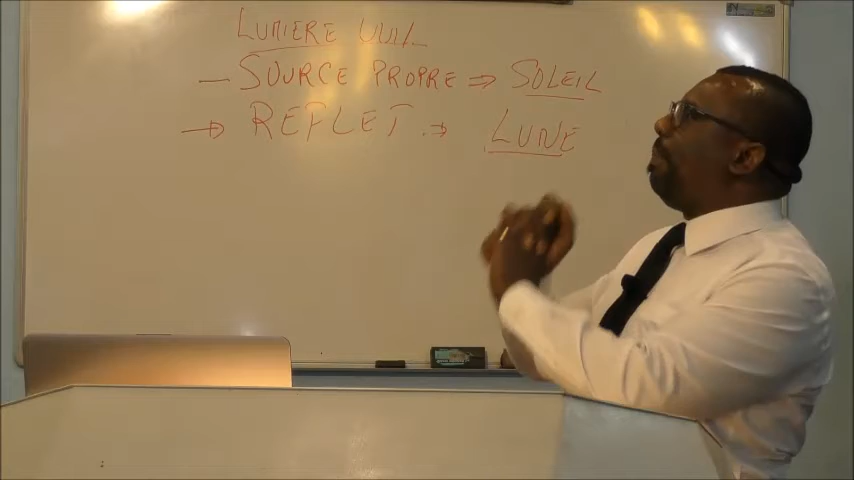 LUMIERE
— SOURCE PROPRE ⇒ SOLEIL
→ REFLET ⇒ LUNE